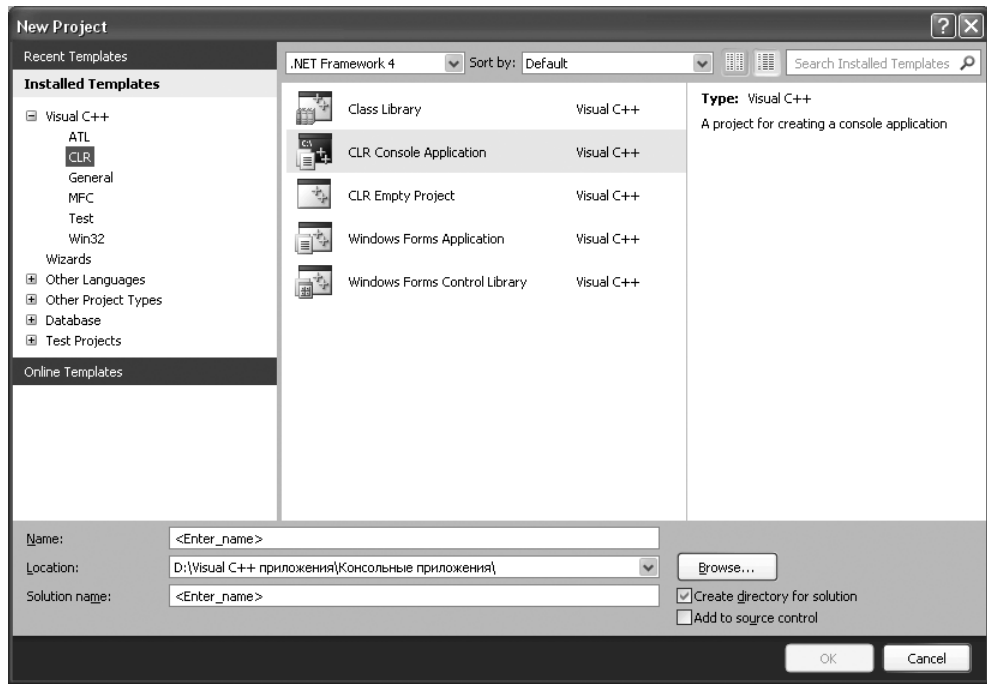 New Project
Recent Templates
Installed Templates
Visual C++
ATL
CLR
General
MFC
Test
Win32
Wizards
Other Languages
Other Project Types
Database
Test Projects
Online Templates
.NET Framework 4 Sort by: Default Search Installed Templates
Class Library Visual C++
C:\ CLR Console Application Visual C++
CLR Empty Project Visual C++
Windows Forms Application Visual C++
Windows Forms Control Library Visual C++
Type: Visual C++
A project for creating a console application
Name: <Enter_name>
Location: D:\Visual C++ приложения\Консольные приложения\ Browse...
Solution name: <Enter_name> Create directory for solution
Add to source control
OK Cancel